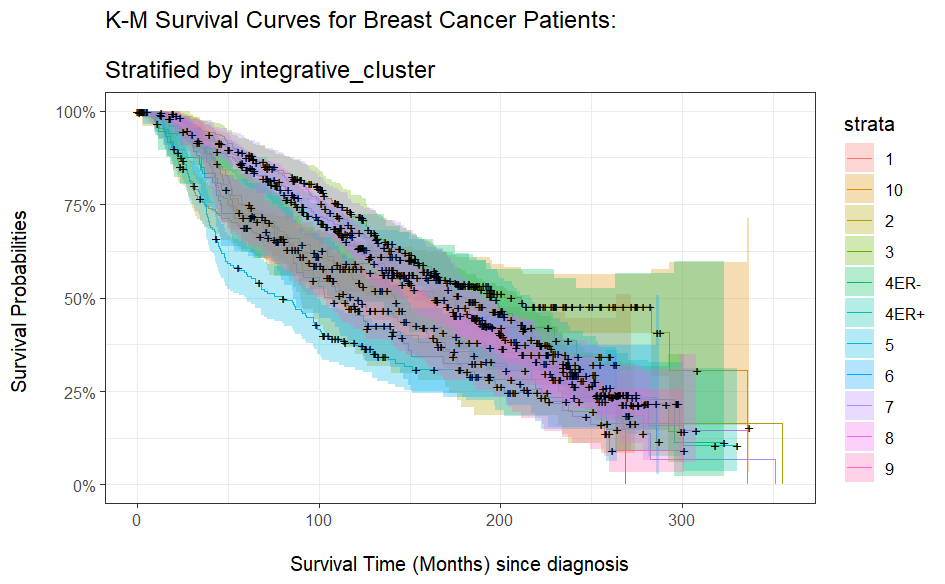 K-M Survival Curves for Breast Cancer Patients:
Stratified by integrative_cluster
100%
75%
50%
25%
0%
Survival Probabilities
0
100
200
300
Survival Time (Months) since diagnosis
strata
1
10
2
3
4ER-
4ER+
5
6
7
8
9